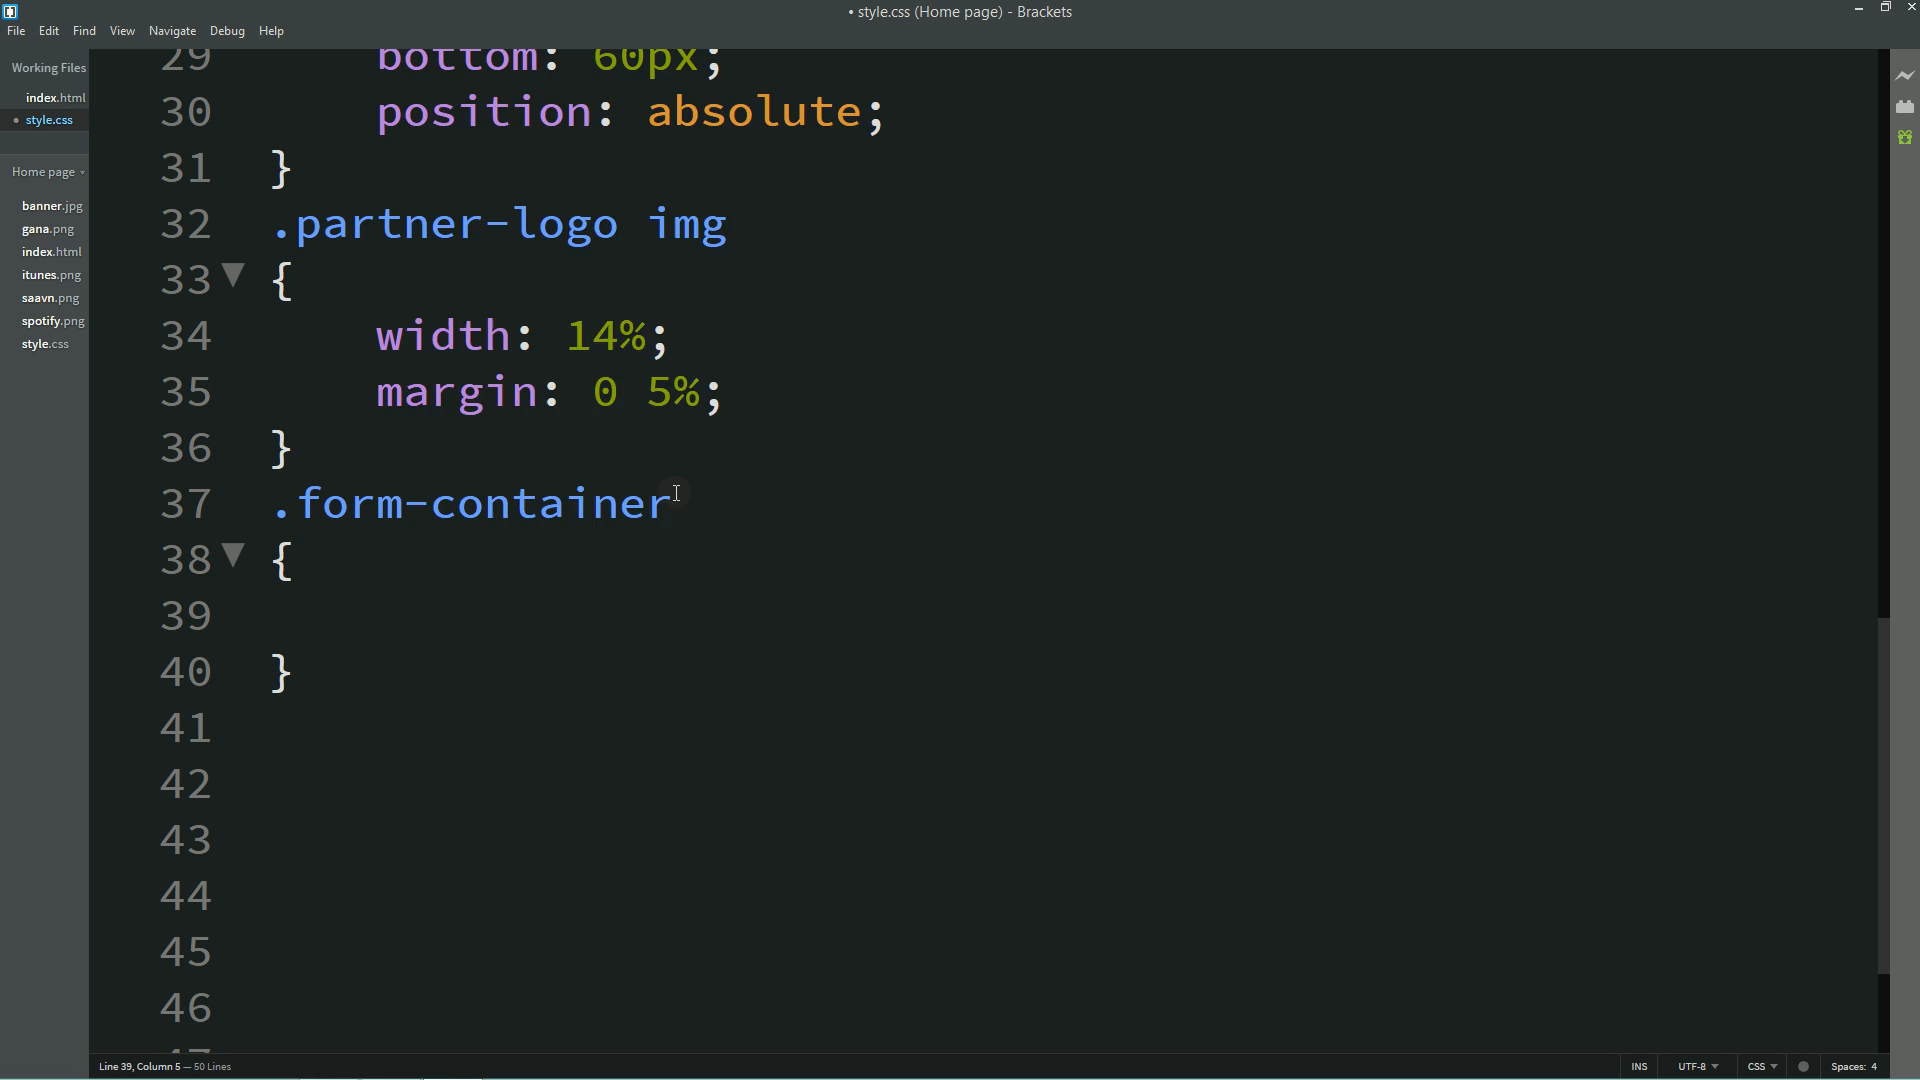 • style.css (Home page) - Brackets
File Edit Find View Navigate Debug Help
Working Files
index.html
• style.css
Home page
banner.jpg
gana.png
index.html
itunes.png
saavn.png
spotify.png
style.css
29 bottom: 60px;
30 position: absolute;
31 }
32 .partner-logo img
33 {
34 width: 14%;
35 margin: 0 5%;
36 }
37 .form-container
38 {
39
40 }
41
42
43
44
45
46
47
Line 39, Column 5 — 50 Lines
INS UTF-8 CSS Spaces: 4